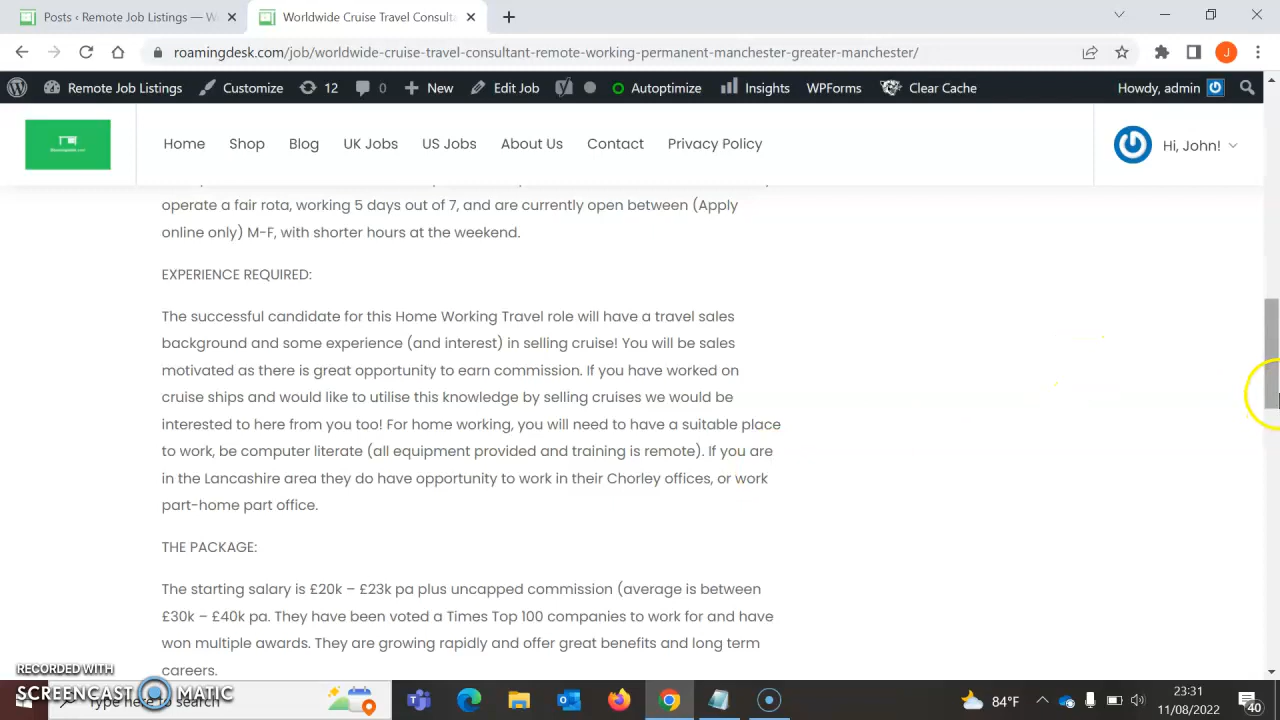 Posts ‹ Remote Job Listings — W
Worldwide Cruise Travel Consulta
roamingdesk.com/job/worldwide-cruise-travel-consultant-remote-working-permanent-manchester-greater-manchester/
Remote Job Listings Customize 12 0 New Edit Job Autoptimize Insights WPForms Clear Cache Howdy, admin
Home Shop Blog UK Jobs US Jobs About Us Contact Privacy Policy Hi, John!
operate a fair rota, working 5 days out of 7, and are currently open between (Apply
online only) M-F, with shorter hours at the weekend.
EXPERIENCE REQUIRED:
The successful candidate for this Home Working Travel role will have a travel sales
background and some experience (and interest) in selling cruise! You will be sales
motivated as there is great opportunity to earn commission. If you have worked on
cruise ships and would like to utilise this knowledge by selling cruises we would be
interested to here from you too! For home working, you will need to have a suitable place
to work, be computer literate (all equipment provided and training is remote). If you are
in the Lancashire area they do have opportunity to work in their Chorley offices, or work
part-home part office.
THE PACKAGE:
The starting salary is £20k – £23k pa plus uncapped commission (average is between
£30k – £40k pa. They have been voted a Times Top 100 companies to work for and have
won multiple awards. They are growing rapidly and offer great benefits and long term
careers.
RECORDED WITH
SCREENCAST MATIC
Type here to search
84°F
23:31
11/08/2022
40